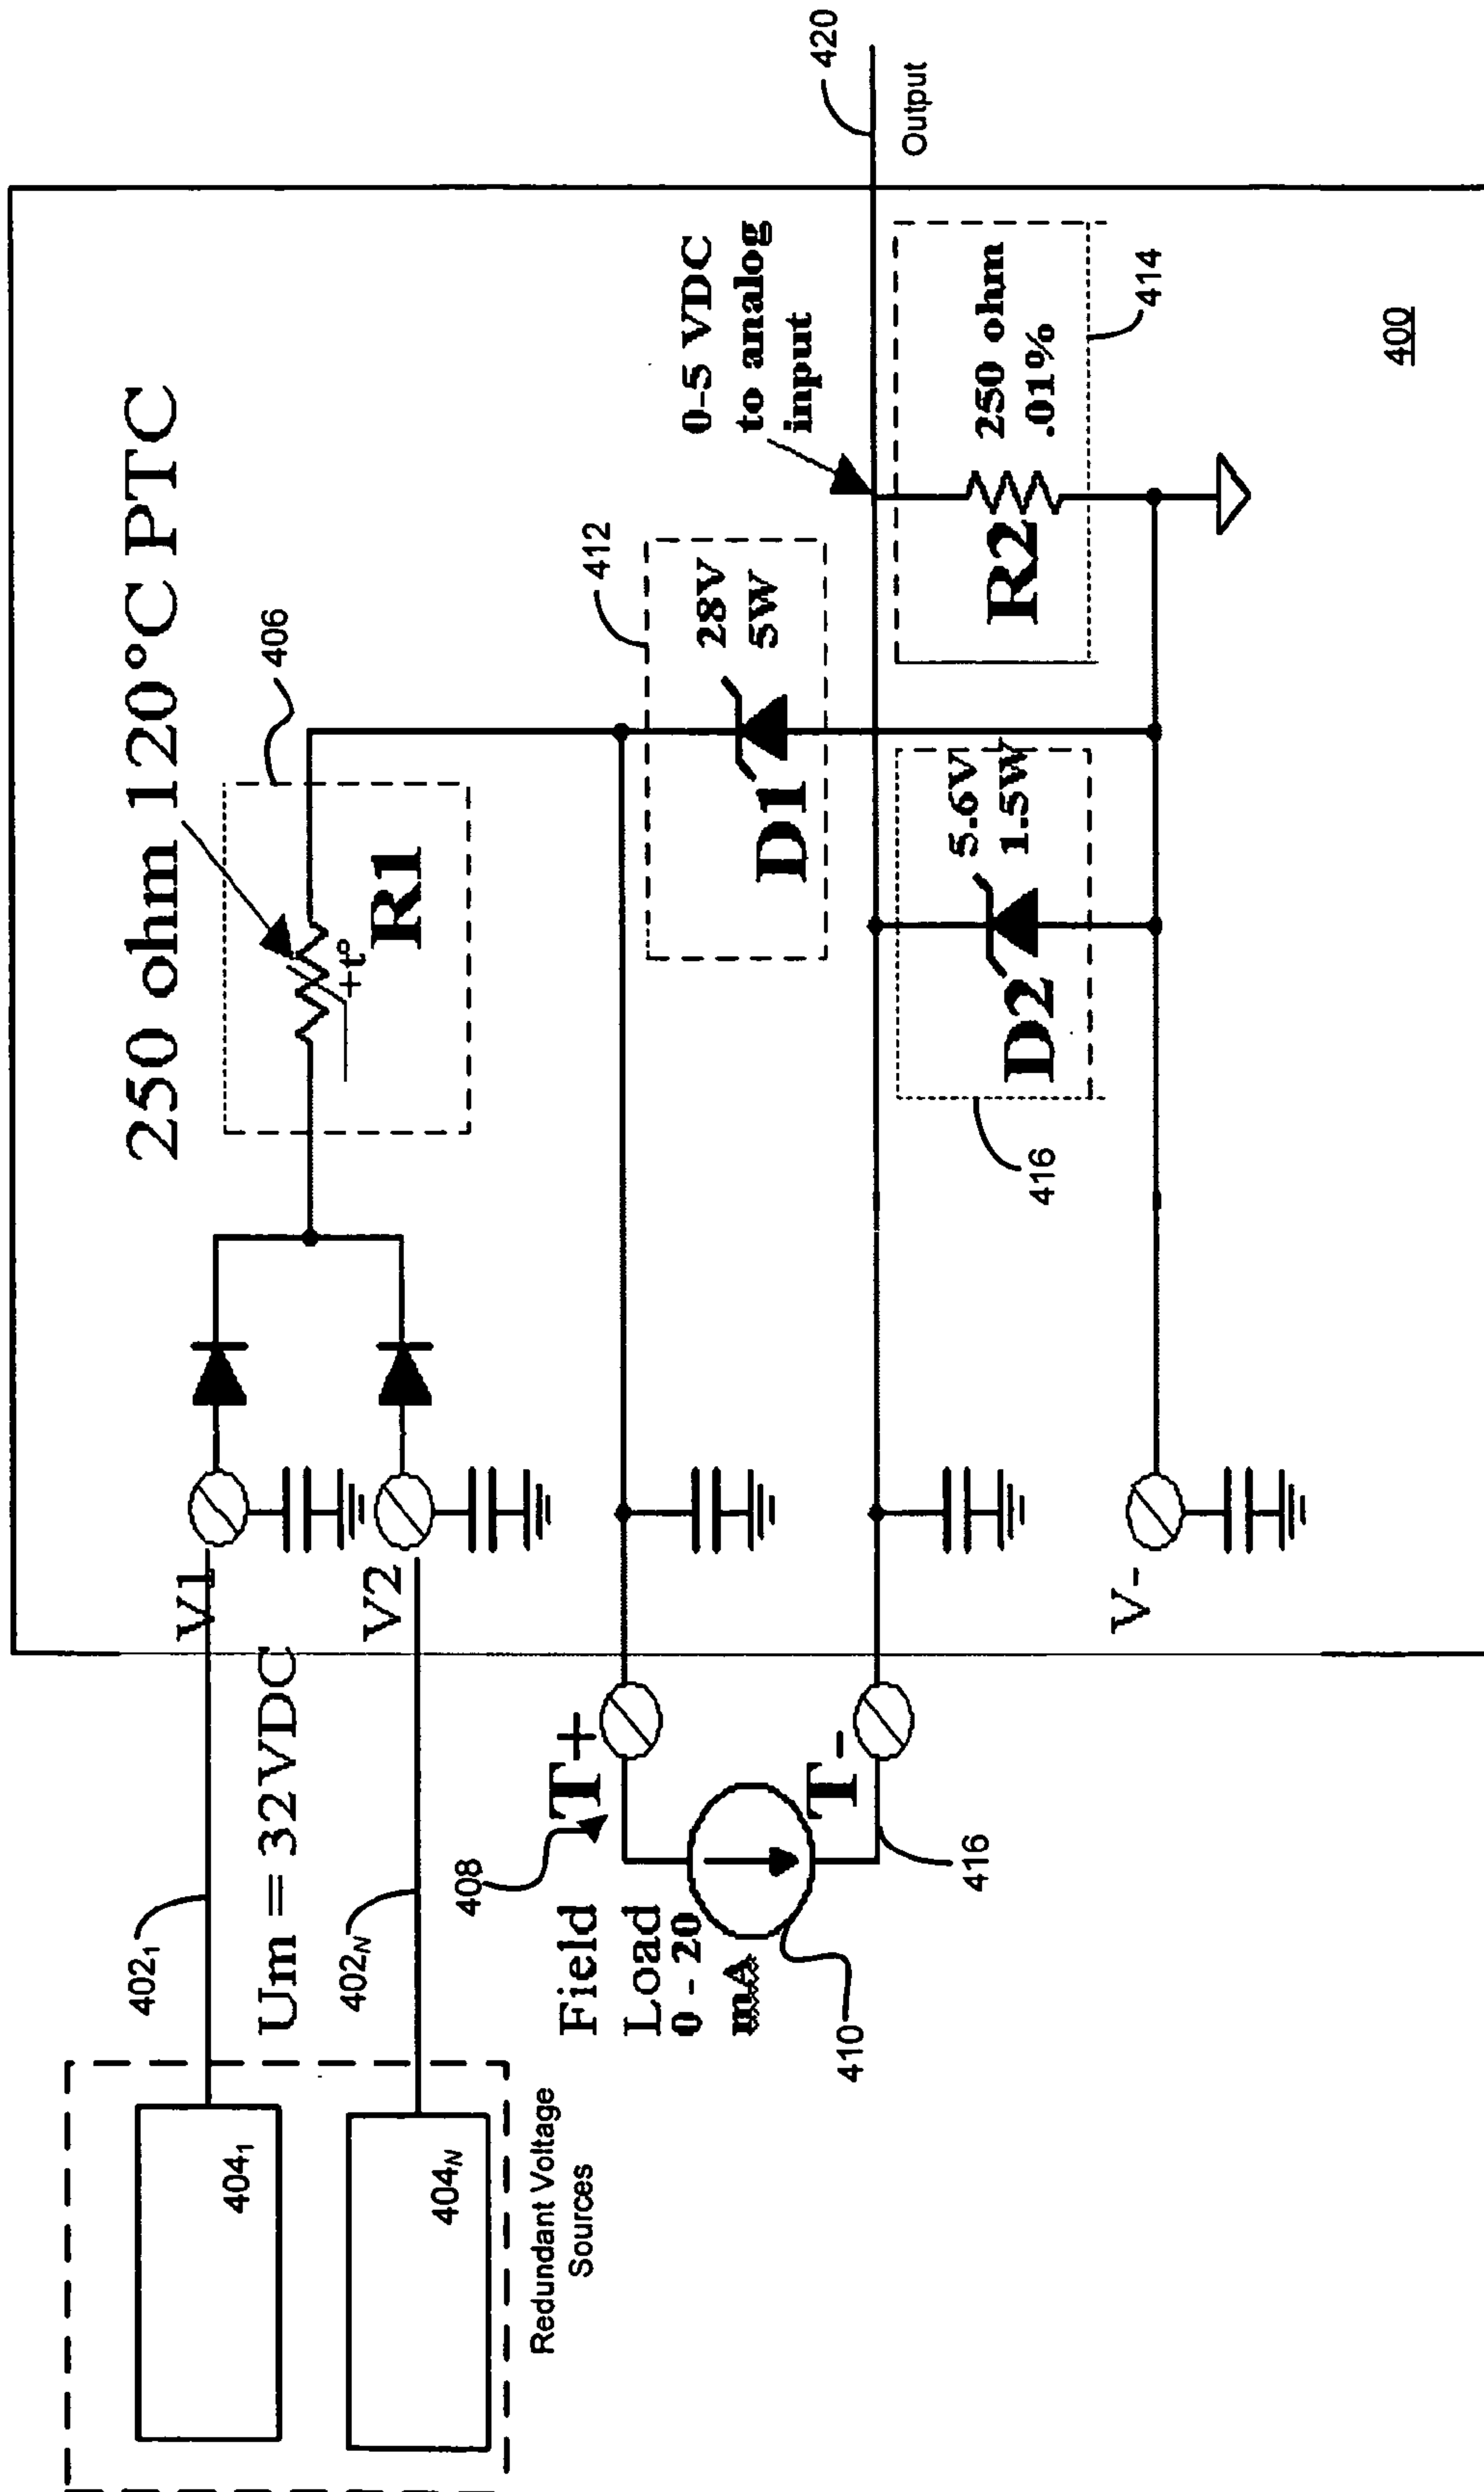 250 ohm 120°C PTC
406
R1
+t°
V1
V2
Um = 32VDC
402₁
402N
404₁
404N
Redundant Voltage
Sources
408
T+
Field
Load
0 - 20
mA
410
T-
416
V-
412
28V
5W
D1
0-5 VDC
to analog
input
420
Output
5.6V
1.5W
D2
416
250 ohm
.01%
R2
414
400